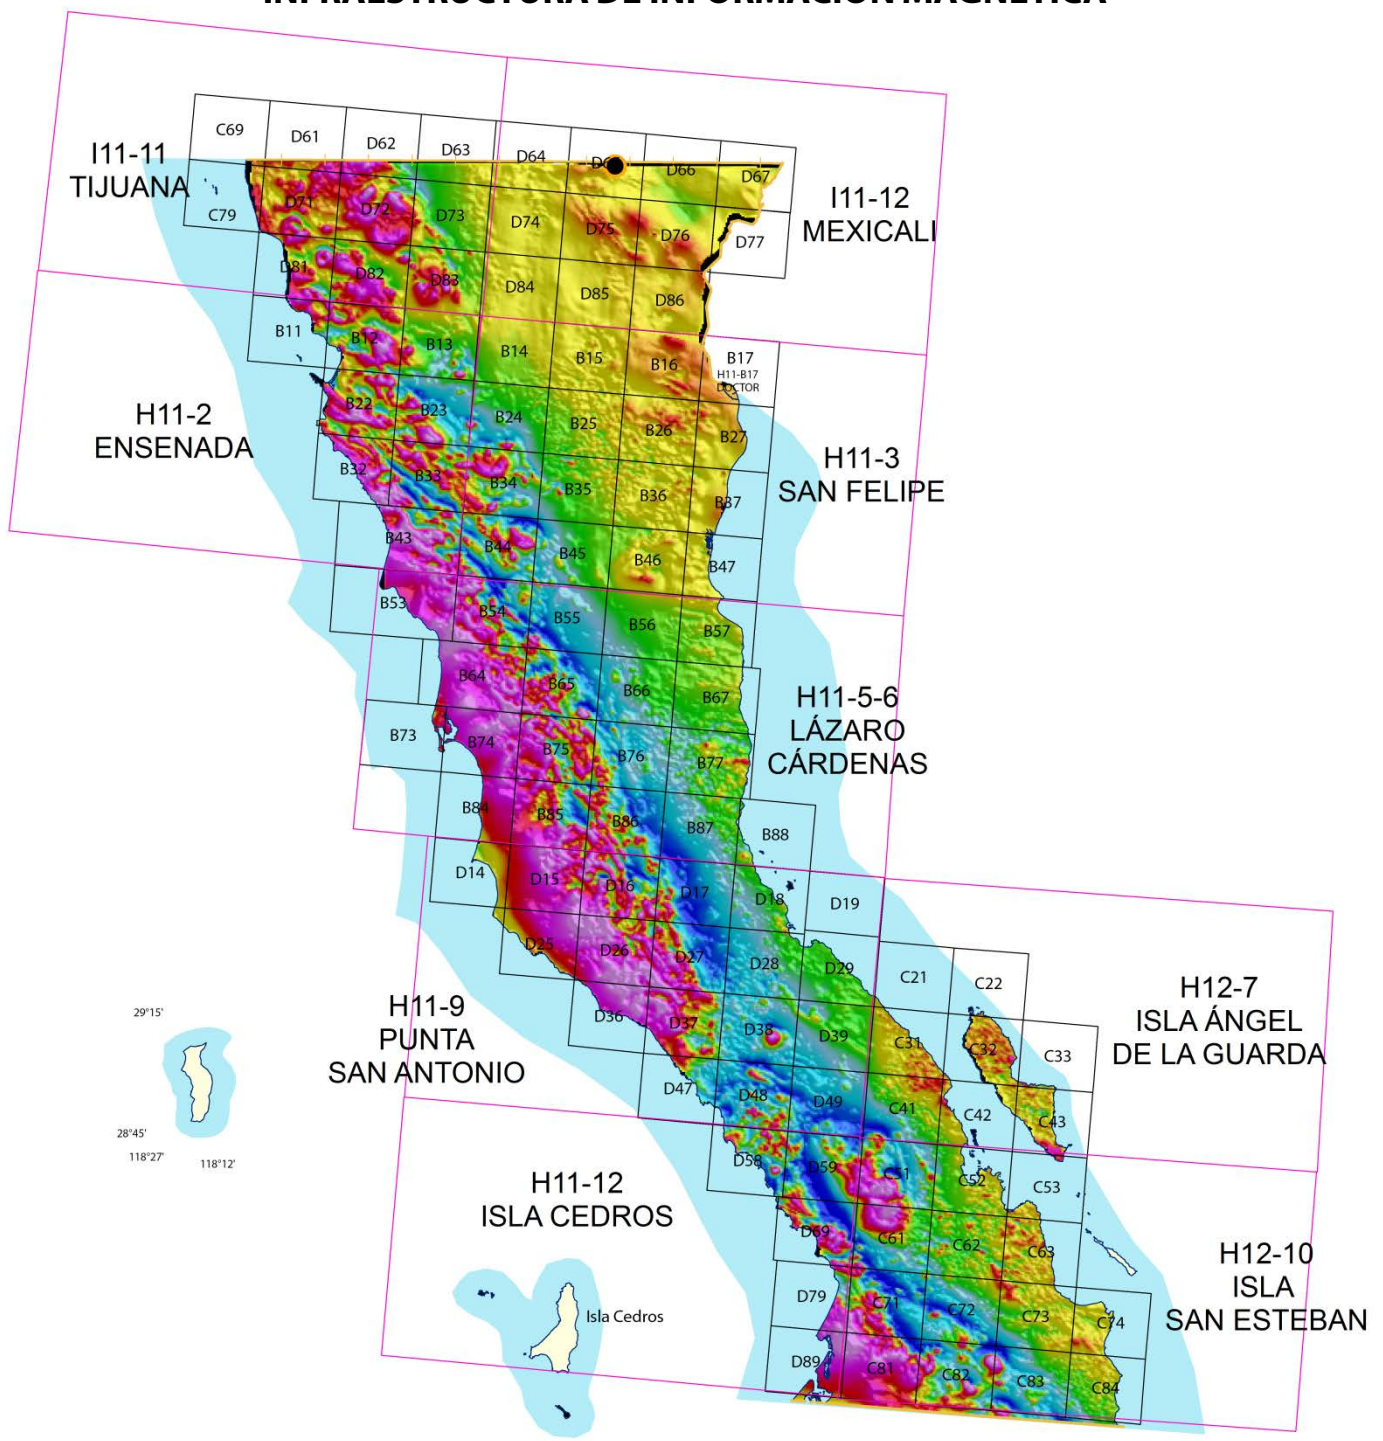 INFRAESTRUCTURA DE INFORMACIÓN MAGNÉTICA
C69
D61
D62
D63
D64
D66
D67
I11-11
TIJUANA
I11-12
MEXICALI
C79
D71
D72
D73
D74
D75
D76
D77
D81
D82
D83
D84
D85
D86
B11
B12
B13
B14
B15
B16
B17
H11-B17
DOCTOR
H11-2
ENSENADA
B22
B23
B24
B25
B26
B27
H11-3
SAN FELIPE
B32
B33
B34
B35
B36
B37
B43
B44
B45
B46
B47
B53
B54
B55
B56
B57
B64
B65
B66
B67
H11-5-6
LÁZARO
CÁRDENAS
B73
B74
B75
B76
B77
B84
B85
B86
B87
B88
D14
D15
D16
D17
D18
D19
D25
D26
D27
D28
D29
C21
C22
H11-9
PUNTA
SAN ANTONIO
H12-7
ISLA ÁNGEL
DE LA GUARDA
D36
D37
D38
D39
C31
C32
C33
29°15'
28°45'
118°27'
118°12'
D47
D48
D49
C41
C42
C43
H11-12
ISLA CEDROS
D58
D59
C51
C52
C53
D69
C61
C62
C63
H12-10
ISLA
SAN ESTEBAN
Isla Cedros
D79
C71
C72
C73
C74
D89
C81
C82
C83
C84